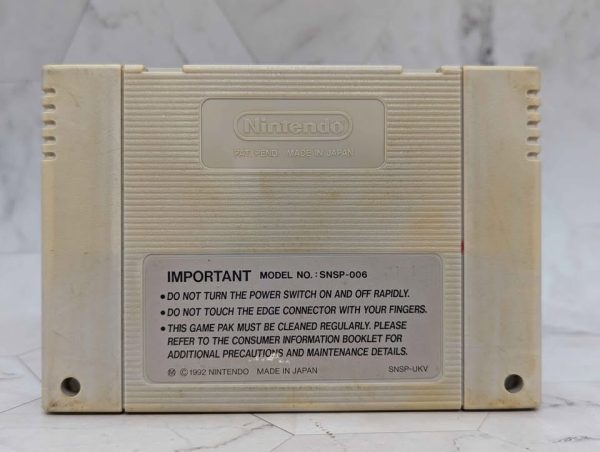 Nintendo
PAT. PEND. MADE IN JAPAN
IMPORTANT MODEL NO.: SNSP-006
• DO NOT TURN THE POWER SWITCH ON AND OFF RAPIDLY.
• DO NOT TOUCH THE EDGE CONNECTOR WITH YOUR FINGERS.
• THIS GAME PAK MUST BE CLEANED REGULARLY. PLEASE
REFER TO THE CONSUMER INFORMATION BOOKLET FOR
ADDITIONAL PRECAUTIONS AND MAINTENANCE DETAILS.
Ⓜ © 1992 NINTENDO MADE IN JAPAN SNSP-UKV